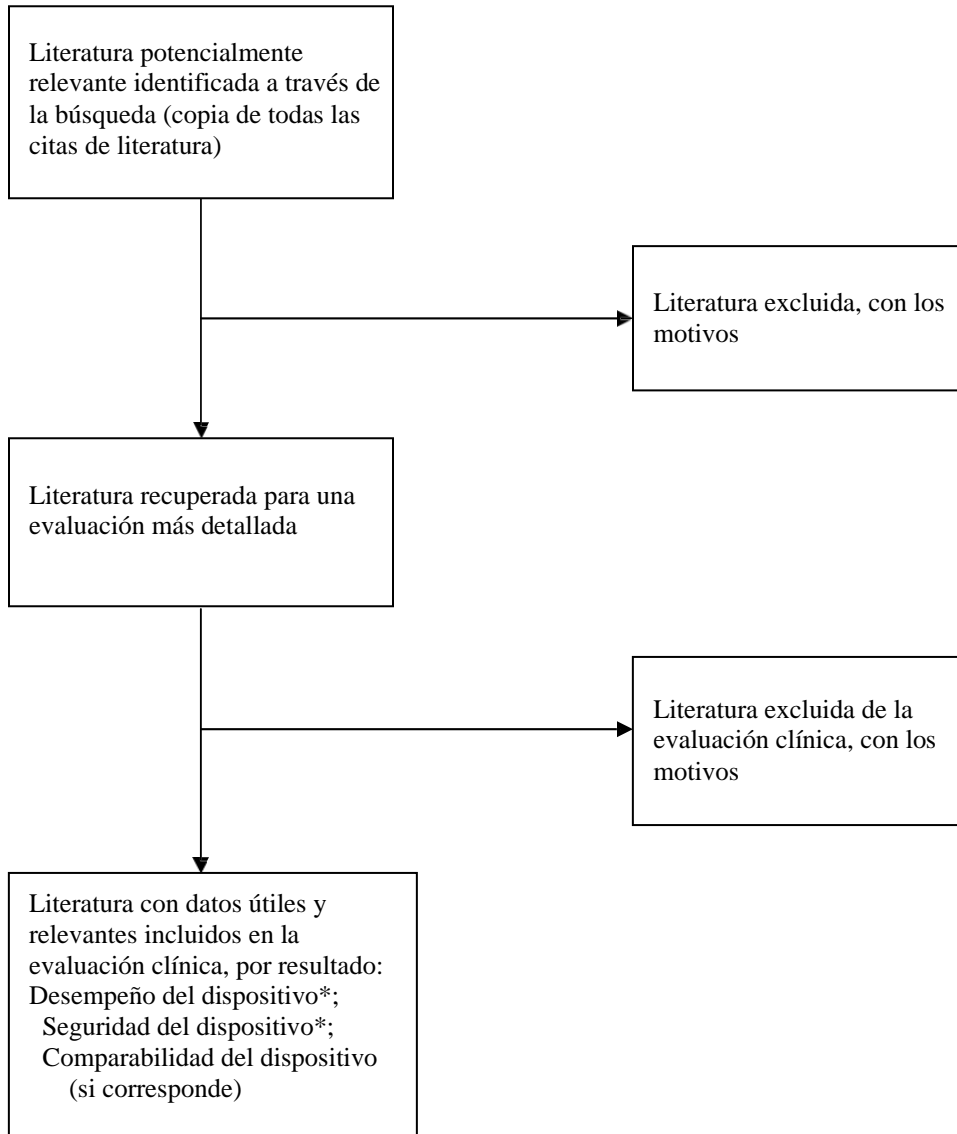 Literatura potencialmente
relevante identificada a través de
la búsqueda (copia de todas las
citas de literatura)
Literatura excluida, con los
motivos
Literatura recuperada para una
evaluación más detallada
Literatura excluida de la
evaluación clínica, con los
motivos
Literatura con datos útiles y
relevantes incluidos en la
evaluación clínica, por resultado:
Desempeño del dispositivo*;
Seguridad del dispositivo*;
Comparabilidad del dispositivo
(si corresponde)